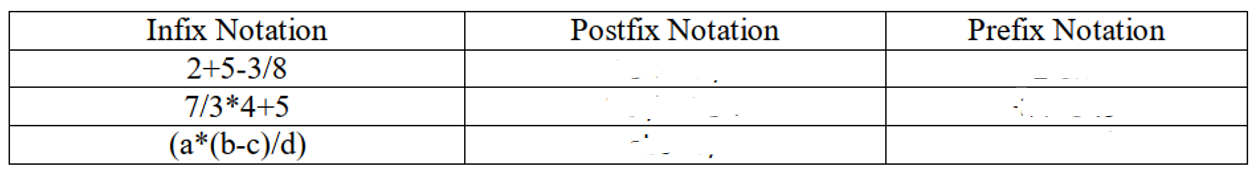 Infix Notation Postfix Notation Prefix Notation
2+5-3/8
7/3*4+5
(a*(b-c)/d)